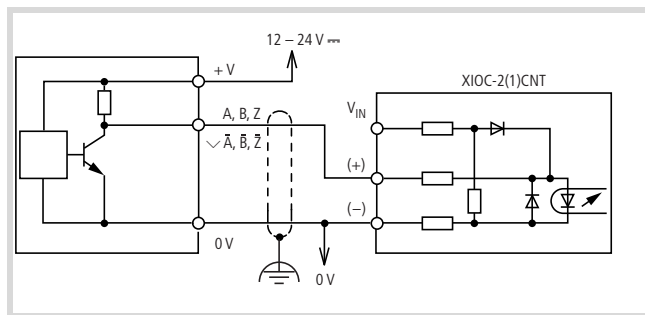 12 – 24 V ⎓
+ V
XIOC-2(1)CNT
A, B, Z
V_IN
∨ A̅, B̅, Z̅
(+)
(–)
0 V
0 V